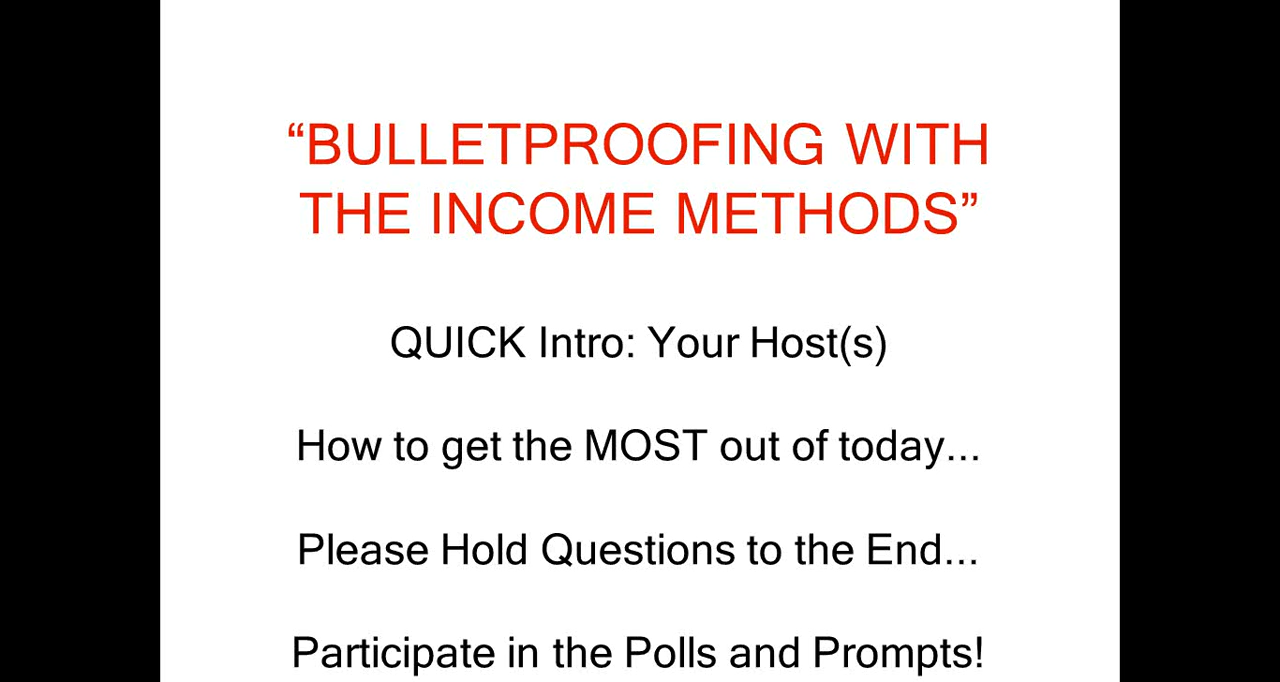 “BULLETPROOFING WITH
THE INCOME METHODS”
QUICK Intro: Your Host(s)
How to get the MOST out of today...
Please Hold Questions to the End...
Participate in the Polls and Prompts!